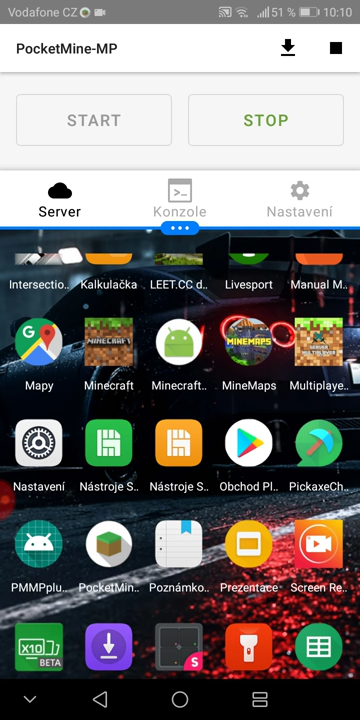 Vodafone CZ 51 % 10:10
PocketMine-MP
START STOP
Server Konzole Nastavení
Intersectio.. Kalkulačka LEET.CC d.. Livesport Manual M..
MINECRAFT MINEMAPS SERVER MULTIPLAYER
Mapy Minecraft Minecraft.. MineMaps Multiplaye..
Nastavení Nástroje S.. Nástroje S.. Obchod Pl.. PickaxeCh..
PMMPplu.. PocketMin.. Poznámko.. Prezentace Screen Re..
X10 BETA S